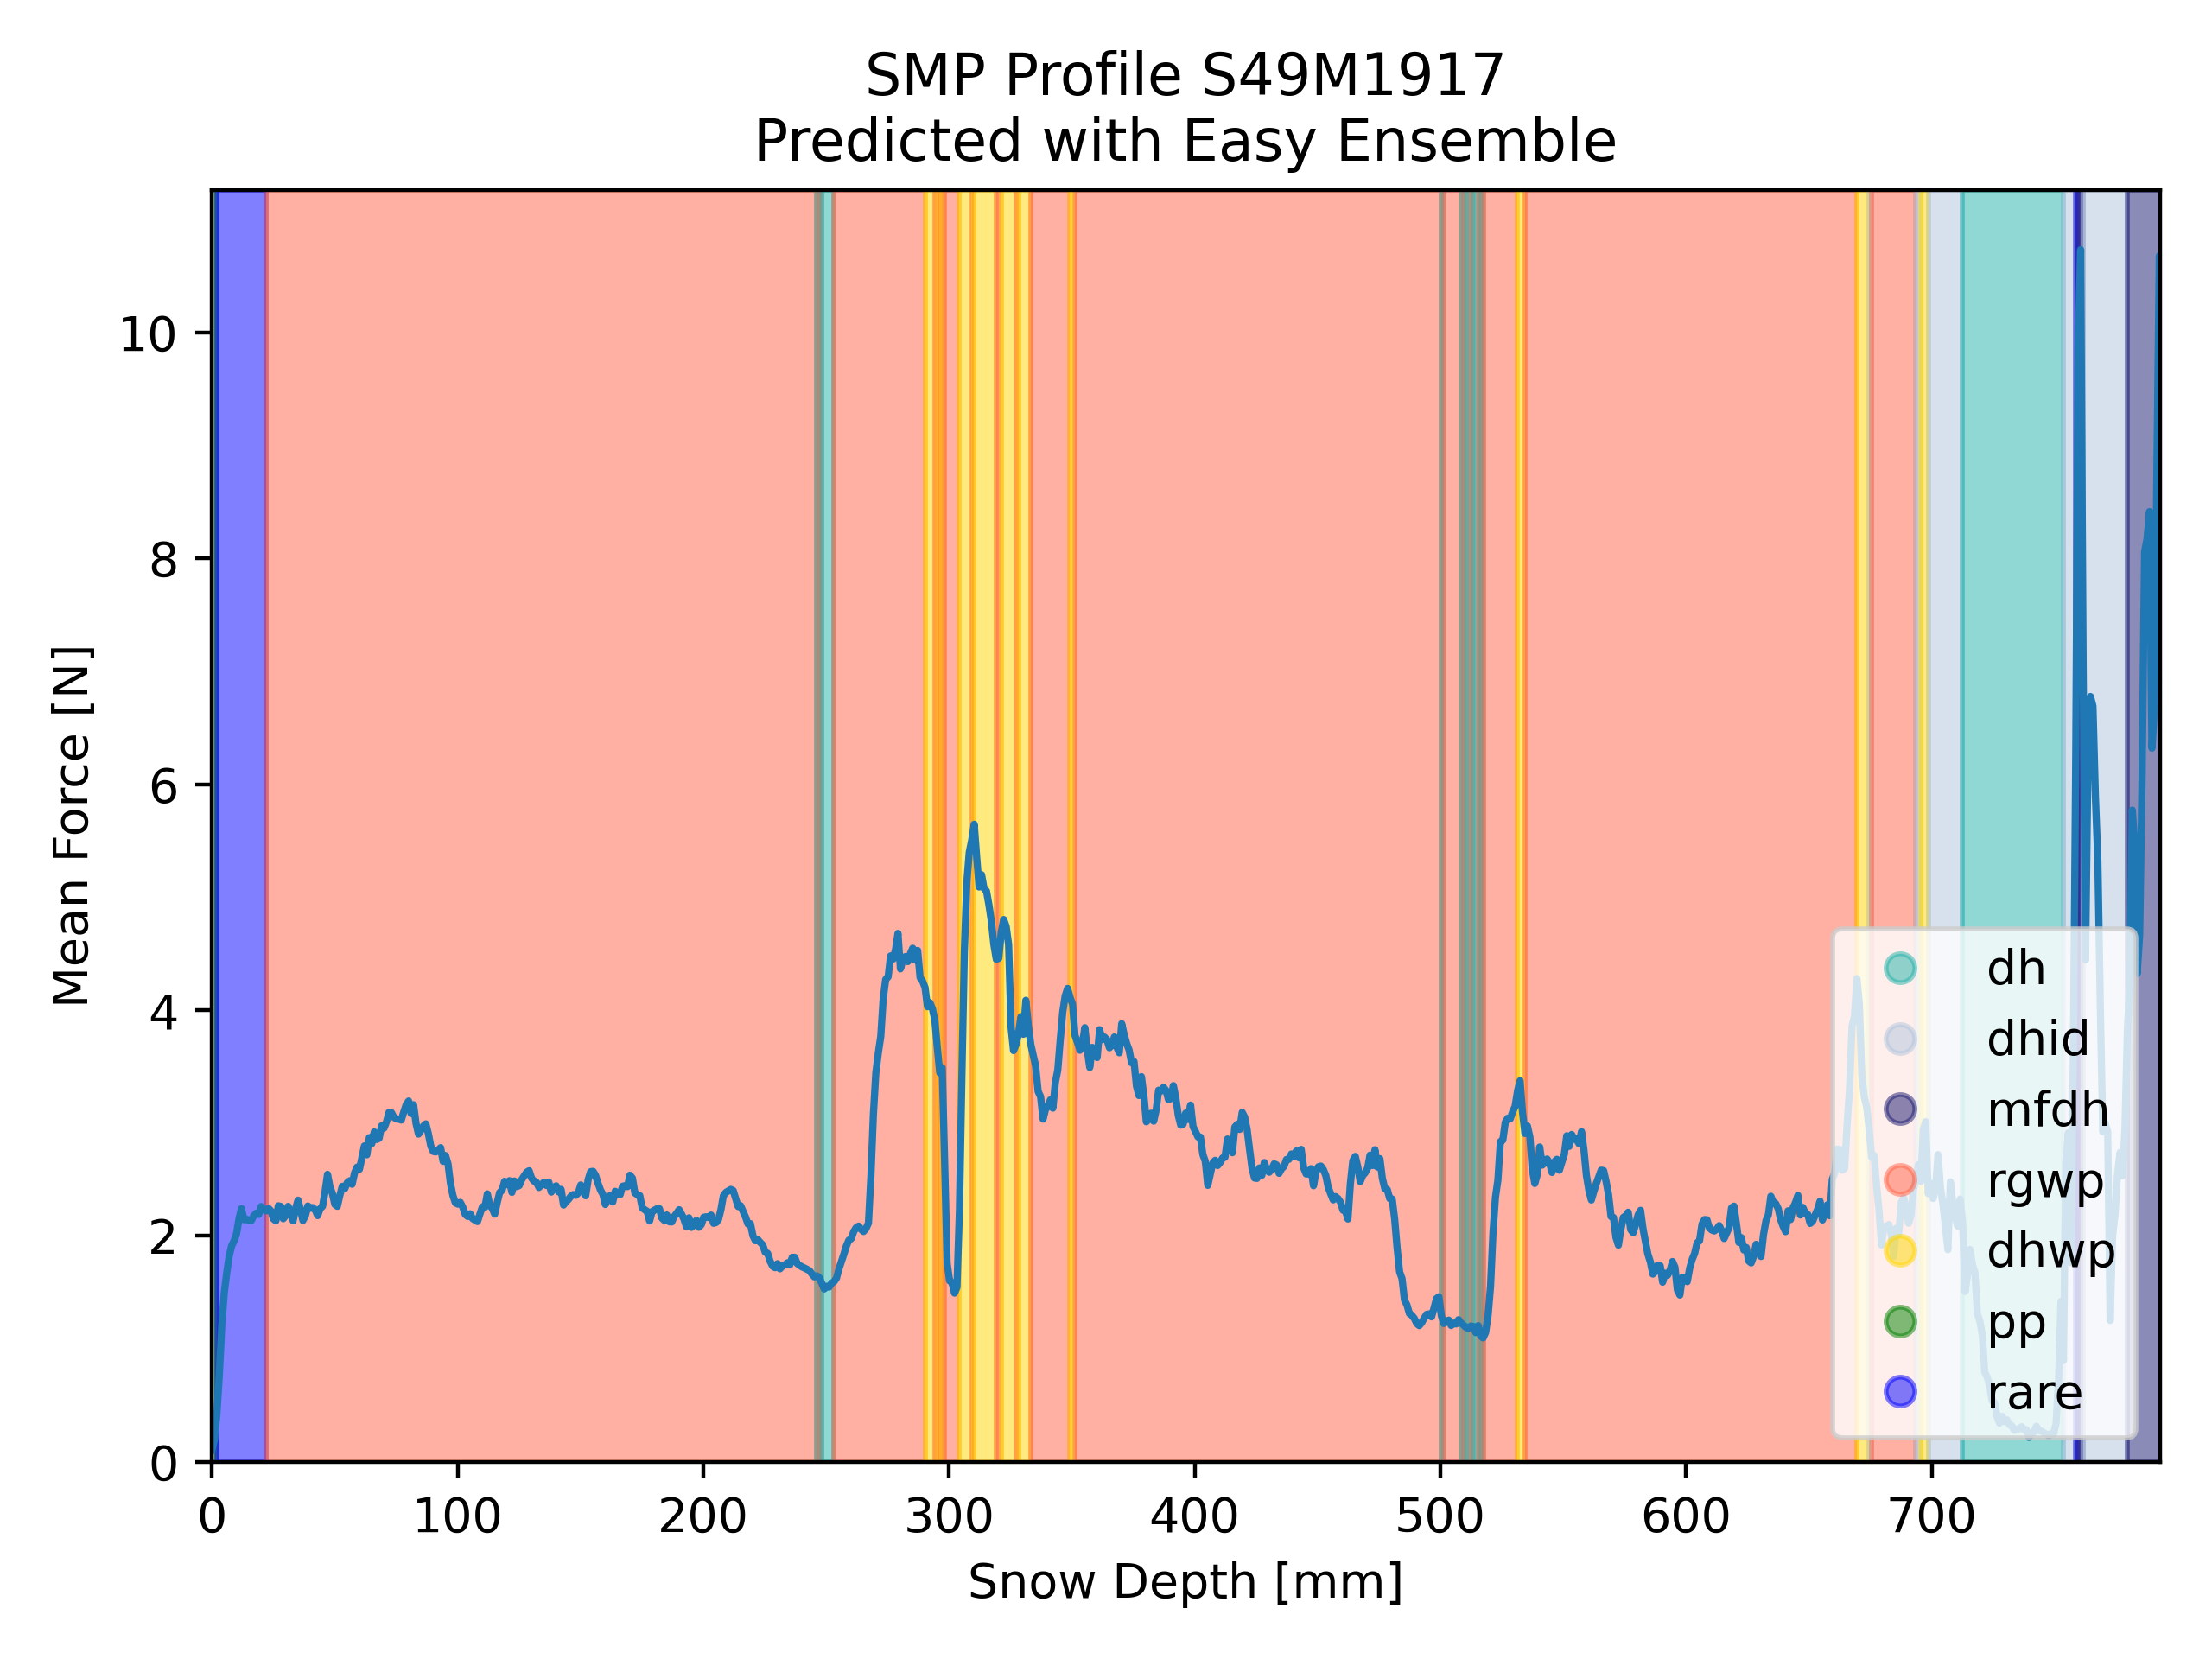 SMP Profile S49M1917
Predicted with Easy Ensemble
Mean Force [N]
10
8
6
4
2
0
0 100 200 300 400 500 600 700
Snow Depth [mm]
dh
dhid
mfdh
rgwp
dhwp
pp
rare